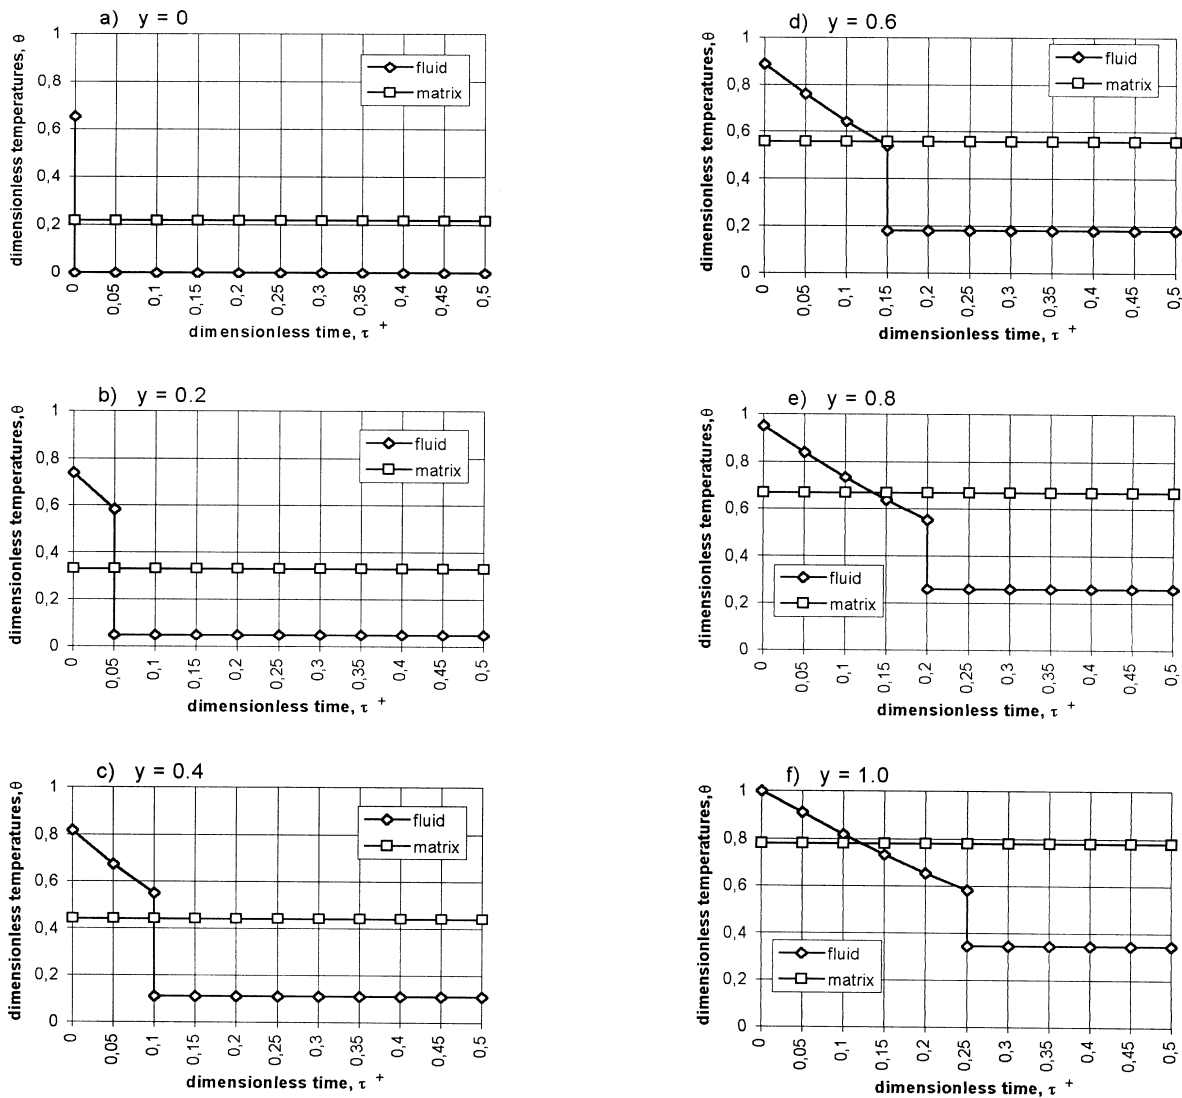 a) y = 0
dimensionless temperatures, θ
1
0,8
0,6
0,4
0,2
0
fluid
matrix
0 0,05 0,1 0,15 0,2 0,25 0,3 0,35 0,4 0,45 0,5
dimensionless time, τ +
b) y = 0.2
dimensionless temperatures,θ
1
0,8
0,6
0,4
0,2
0
fluid
matrix
0 0,05 0,1 0,15 0,2 0,25 0,3 0,35 0,4 0,45 0,5
dimensionless time, τ +
c) y = 0.4
dimensionless temperatures,θ
1
0,8
0,6
0,4
0,2
0
fluid
matrix
0 0,05 0,1 0,15 0,2 0,25 0,3 0,35 0,4 0,45 0,5
dimensionless time, τ +
d) y = 0.6
dimensionless temperatures,θ
1
0,8
0,6
0,4
0,2
0
fluid
matrix
0 0,05 0,1 0,15 0,2 0,25 0,3 0,35 0,4 0,45 0,5
dimensionless time, τ +
e) y = 0.8
dimensionless temperatures,θ
1
0,8
0,6
0,4
0,2
0
fluid
matrix
0 0,05 0,1 0,15 0,2 0,25 0,3 0,35 0,4 0,45 0,5
dimensionless time, τ +
f) y = 1.0
dimensionless temperatures,θ
1
0,8
0,6
0,4
0,2
0
fluid
matrix
0 0,05 0,1 0,15 0,2 0,25 0,3 0,35 0,4 0,45 0,5
dimensionless time, τ +